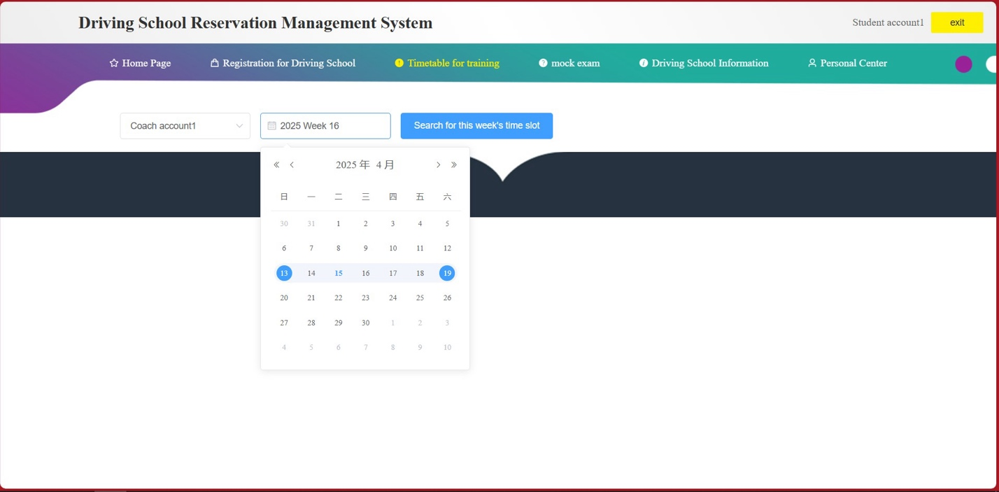 Driving School Reservation Management System
Student account1
exit
Home Page
Registration for Driving School
Timetable for training
mock exam
Driving School Information
Personal Center
Coach account1
2025 Week 16
Search for this week's time slot
2025 年 4 月
日 一 二 三 四 五 六
30 31 1 2 3 4 5
6 7 8 9 10 11 12
13 14 15 16 17 18 19
20 21 22 23 24 25 26
27 28 29 30 1 2 3
4 5 6 7 8 9 10